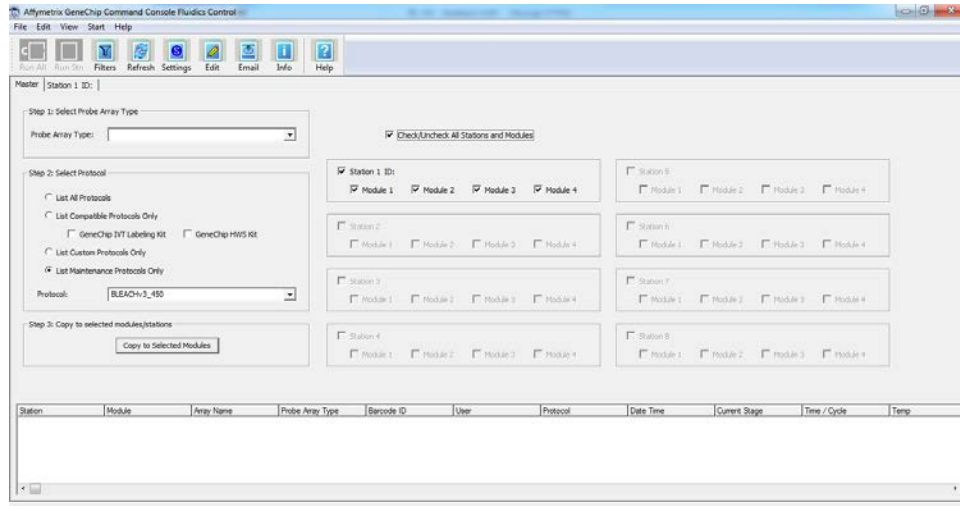 Affymetrix GeneChip Command Console Fluidics Control
File Edit View Start Help
Run All Run Stn Filters Refresh Settings Edit Email Info Help
Master Station 1 ID:
Step 1: Select Probe Array Type
Probe Array Type:
Check/Uncheck All Stations and Modules
Step 2: Select Protocol
List All Protocols
List Compatible Protocols Only
GeneChip IVT Labeling Kit GeneChip HWS Kit
List Custom Protocols Only
List Maintenance Protocols Only
Protocol: BLEACHv3_450
Step 3: Copy to selected modules/stations
Copy to Selected Modules
Station 1 ID:
Module 1 Module 2 Module 3 Module 4
Station 2
Module 1 Module 2 Module 3 Module 4
Station 3
Module 1 Module 2 Module 3 Module 4
Station 4
Module 1 Module 2 Module 3 Module 4
Station 5
Module 1 Module 2 Module 3 Module 4
Station 6
Module 1 Module 2 Module 3 Module 4
Station 7
Module 1 Module 2 Module 3 Module 4
Station 8
Module 1 Module 2 Module 3 Module 4
Station Module Array Name Probe Array Type Barcode ID User Protocol Date Time Current Stage Time / Cycle Temp